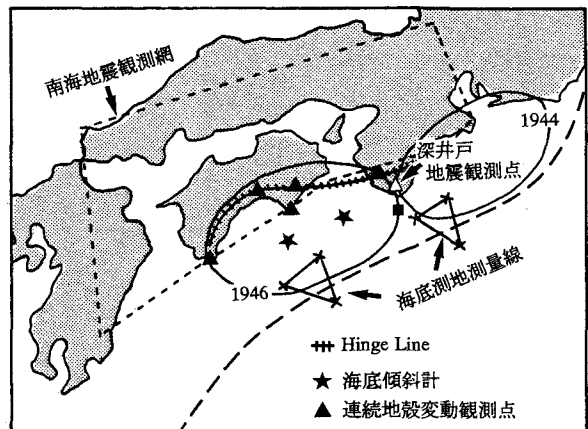 南海地震観測網
1944
深井戸
地震観測点
1946
海底測地測量線
Hinge Line
海底傾斜計
連続地殻変動観測点